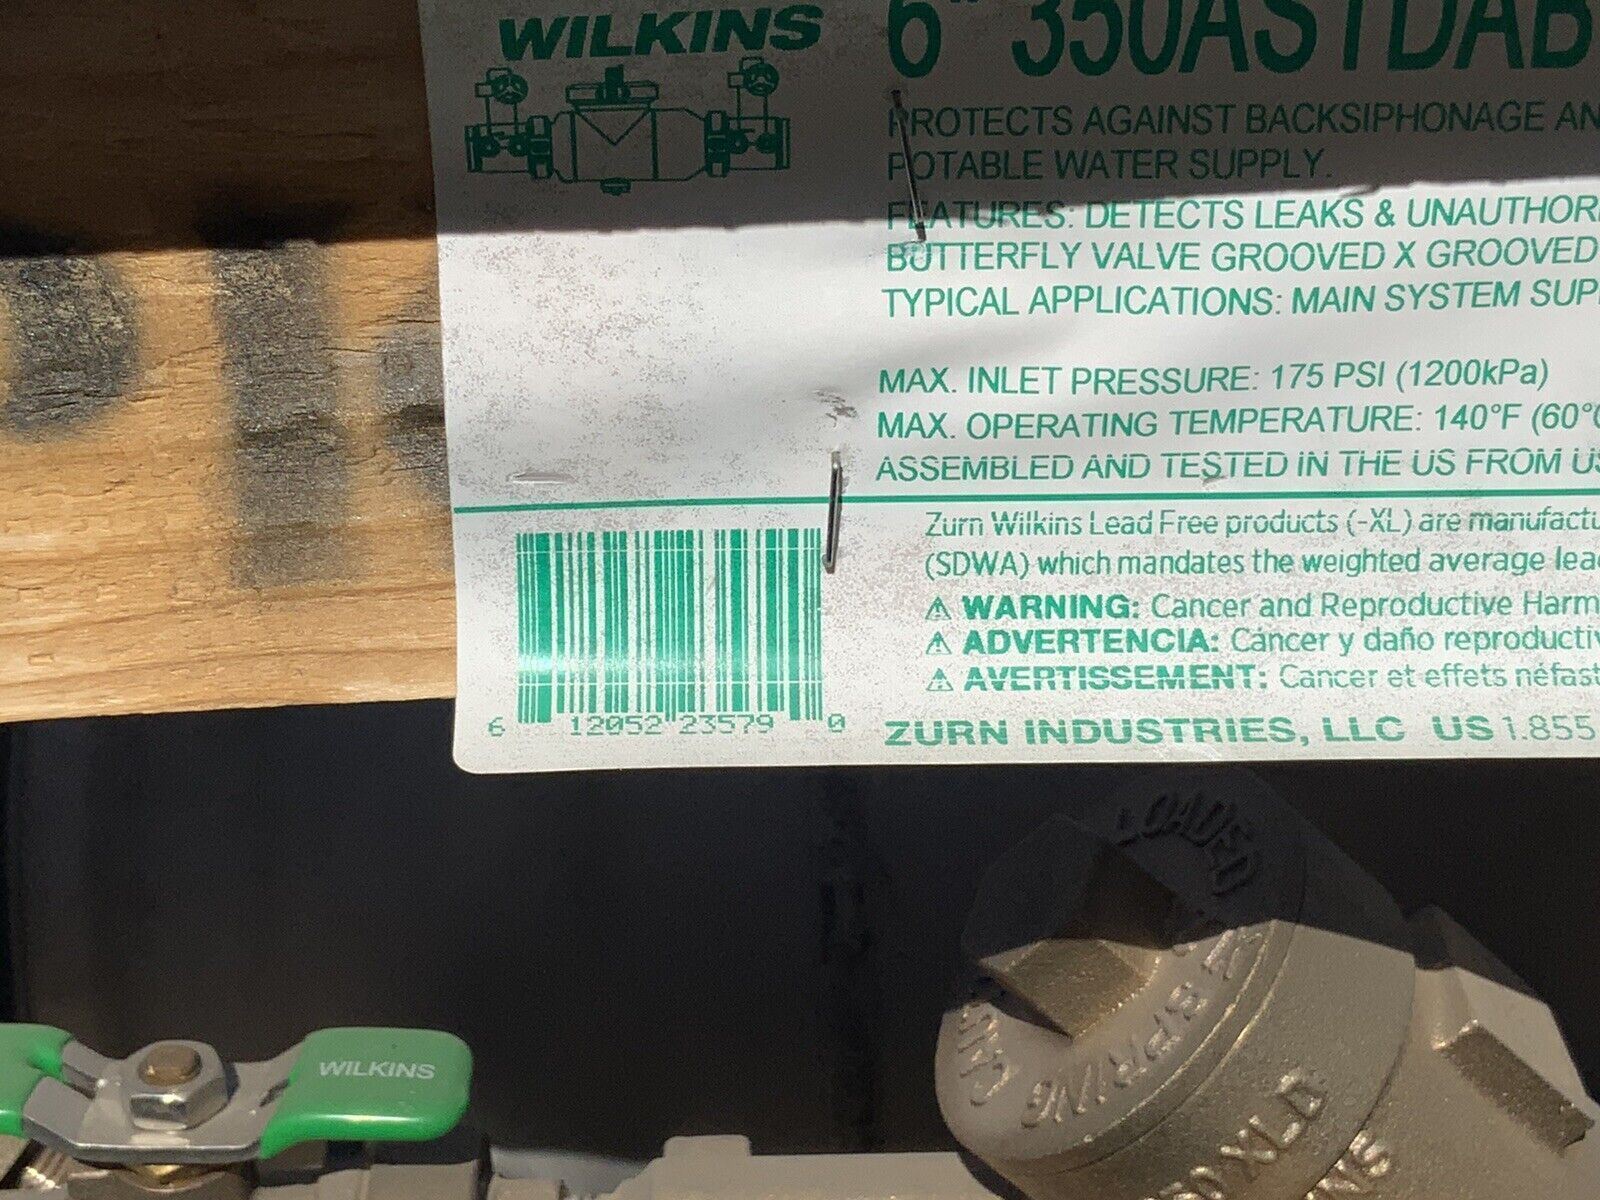 WILKINS
6" 350ASTDAB
PROTECTS AGAINST BACKSIPHONAGE AN
POTABLE WATER SUPPLY.
FEATURES: DETECTS LEAKS & UNAUTHOR
BUTTERFLY VALVE GROOVED X GROOVED
TYPICAL APPLICATIONS: MAIN SYSTEM SUP
MAX. INLET PRESSURE: 175 PSI (1200kPa)
MAX. OPERATING TEMPERATURE: 140°F (60°
ASSEMBLED AND TESTED IN THE US FROM US
Zurn Wilkins Lead Free products (-XL) are manufactu
(SDWA) which mandates the weighted average lea
⚠ WARNING: Cancer and Reproductive Harm
⚠ ADVERTENCIA: Cáncer y daño reproducti
⚠ AVERTISSEMENT: Cancer et effets néfast
6 12052 23579 0
ZURN INDUSTRIES, LLC US 1.855
LOADED
SPRING
XLD
WILKINS